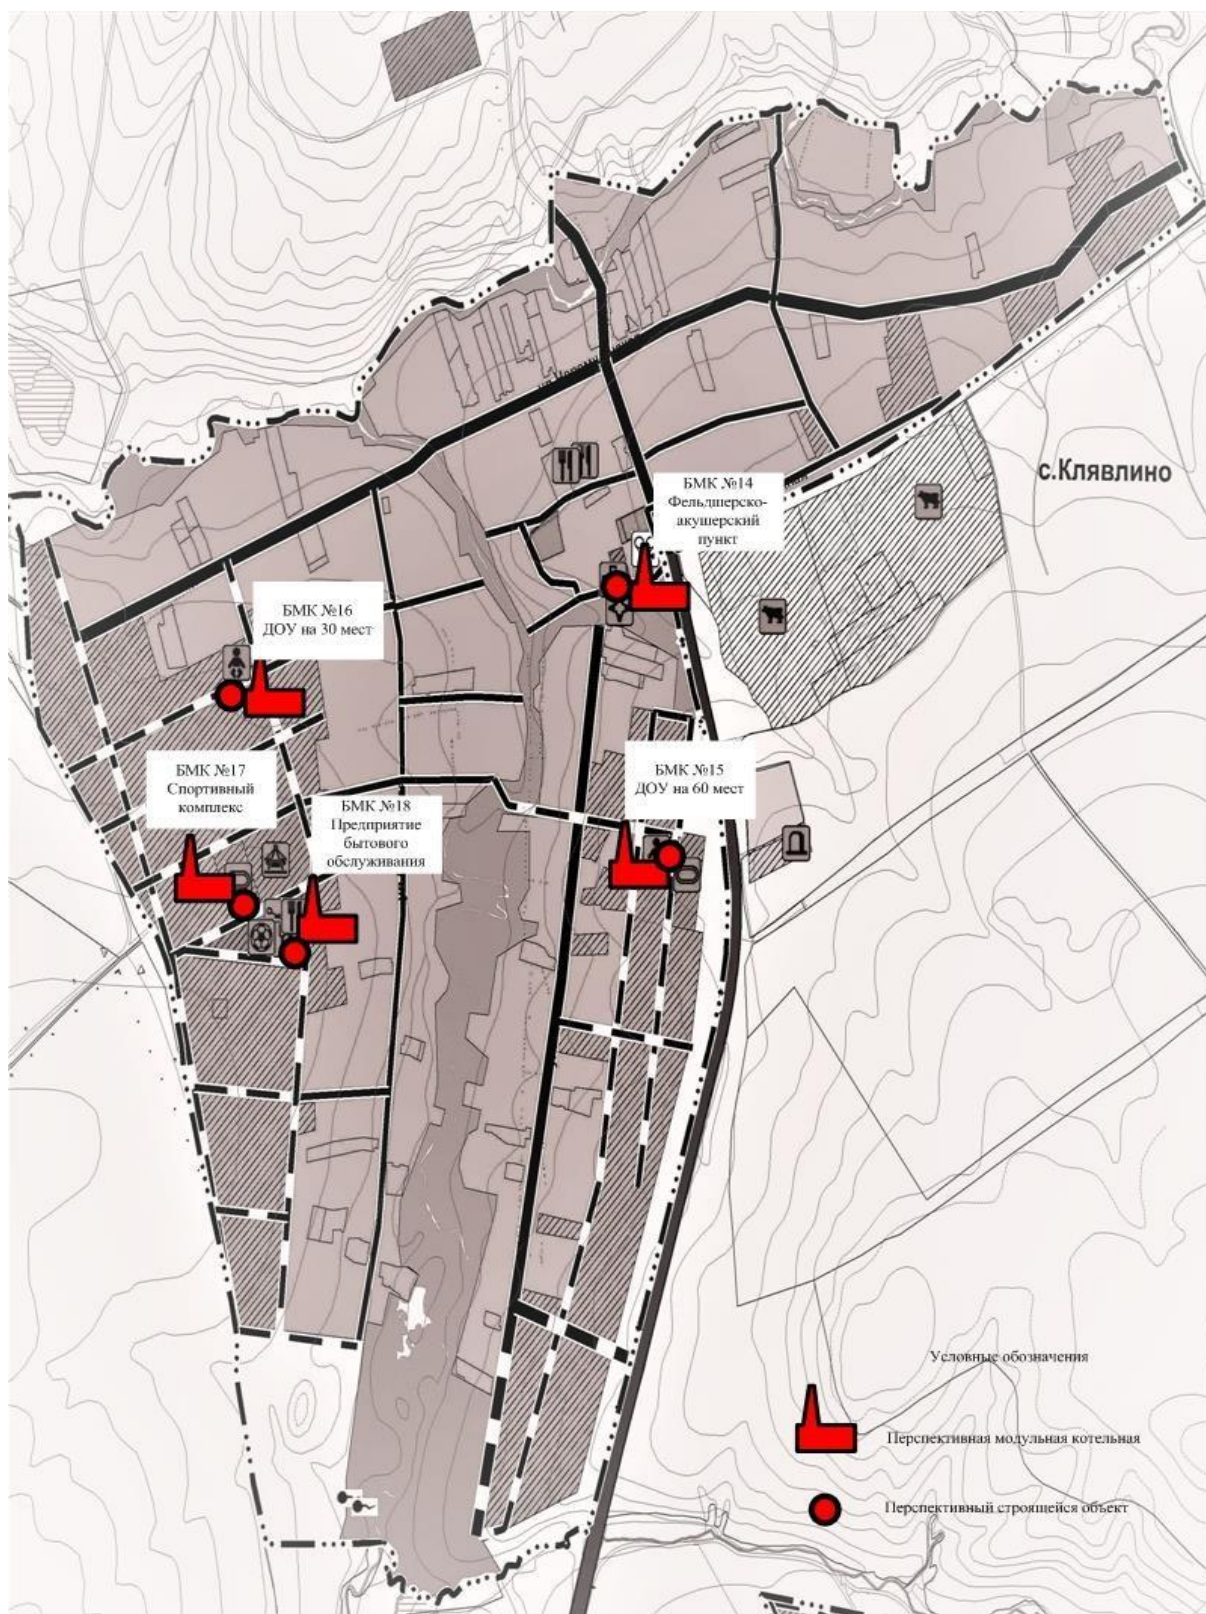 с.Клявлино
БМК №14
Фельдшерско-
акушерский
пункт
БМК №16
ДОУ на 30 мест
БМК №17
Спортивный
комплекс
БМК №18
Предприятие
бытового
обслуживания
БМК №15
ДОУ на 60 мест
Условные обозначения
Перспективная модульная котельная
Перспективный строящейся объект